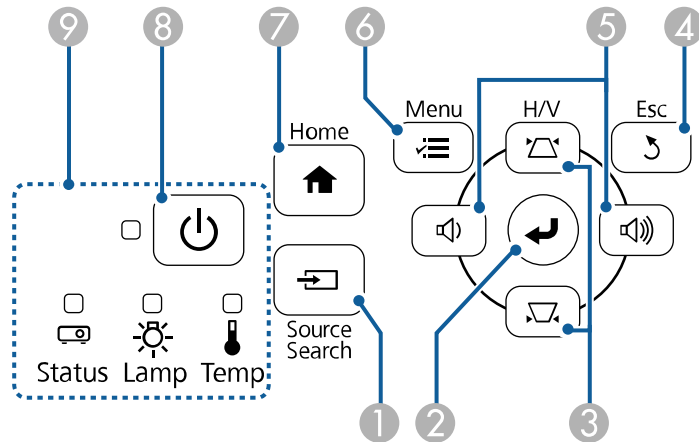 9
8
7
6
5
4
Menu
H/V
Esc
Home
Source
Search
Status
Lamp
Temp
1
2
3